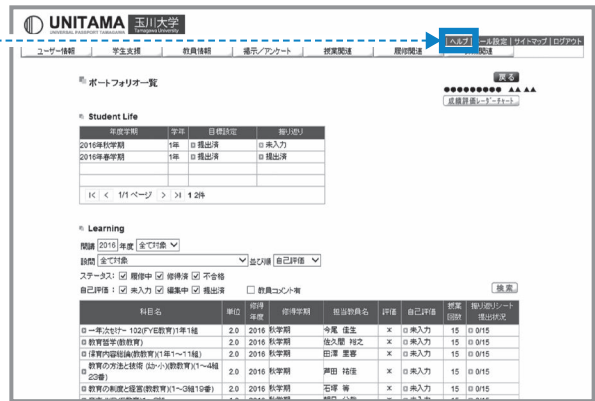 UNITAMA 玉川大学
UNIVERSAL PASSPORT TAMAGAWA Tamagawa University
ヘルプ メール設定 サイトマップ ログアウト
ユーザー情報 学生支援 教員情報 掲示/アンケート 授業関連 履修関連
ポートフォリオ一覧
戻る
●●●●●●●●● ▲▲ ▲▲
成績評価レーダーチャート
Student Life
年度学期 学年 目標設定 振り返り
2016年秋学期 1年 提出済 未入力
2016年春学期 1年 提出済 提出済
1/1ページ 1 2件
Learning
開講 2016 年度 全て対象
設問 全て対象 並び順 自己評価
ステータス: 履修中 修得済 不合格
自己評価: 未入力 編集中 提出済 教員コメント有 検索
科目名 単位 修得年度 修得学期 担当教員名 評価 自己評価 授業回数 振り返りシート提出状況
一年次セミナー 102(FYE教育)1年1組 2.0 2016 秋学期 今尾 佳生 × 未入力 15 0/15
教育哲学(教教育) 2.0 2016 秋学期 佐久間 裕之 × 未入力 15 0/15
保育内容総論(教教育)(1年1~11組) 2.0 2016 秋学期 田澤 里喜 × 未入力 15 0/15
教育の方法と技術 (幼・小)(教教育)(1~4組23番) 2.0 2016 秋学期 芦田 祐佳 × 未入力 15 0/15
教育の制度と経営(教教育)(1~3組19番) 2.0 2016 秋学期 石塚 等 × 未入力 15 0/15